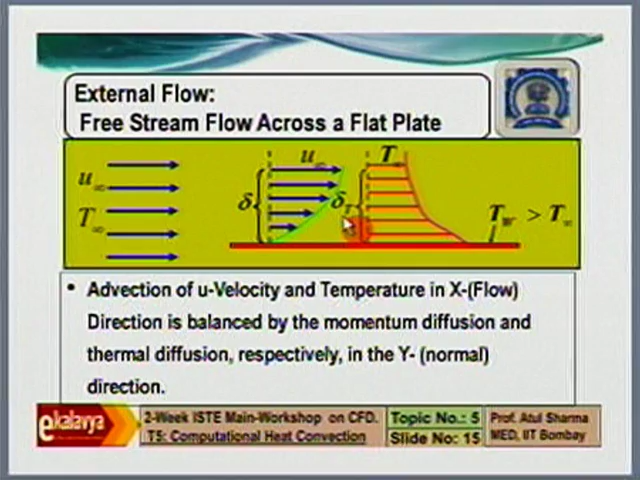 External Flow:
Free Stream Flow Across a Flat Plate
u∞
T∞
δ
u∞
δT
T
TW > T∞
• Advection of u-Velocity and Temperature in X-(Flow)
Direction is balanced by the momentum diffusion and
thermal diffusion, respectively, in the Y- (normal)
direction.
ekalavya
2-Week ISTE Main-Workshop on CFD.
T5: Computational Heat Convection
Topic No.: 5
Slide No: 15
Prof. Atul Sharma
MED, IIT Bombay